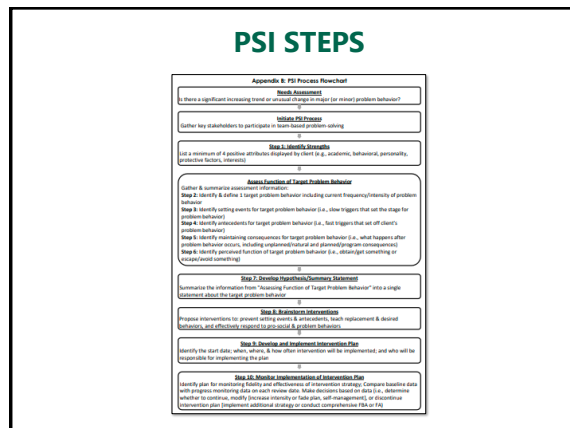 PSI STEPS
Appendix B: PSI Process Flowchart
Needs Assessment
Is there a significant increasing trend or unusual change in major (or minor) problem behavior?
Initiate PSI Process
Gather key stakeholders to participate in team-based problem-solving
Step 1: Identify Strengths
List a minimum of 4 positive attributes displayed by client (e.g., academic, behavioral, personality,
protective factors, interests)
Assess Function of Target Problem Behavior
Gather & summarize assessment information:
Step 2: Identify & define 1 target problem behavior including current frequency/intensity of problem
behavior
Step 3: Identify setting events for target problem behavior (i.e., slow triggers that set the stage for
problem behavior)
Step 4: Identify antecedents for target problem behavior (i.e., fast triggers that set off client's
problem behavior)
Step 5: Identify maintaining consequences for target problem behavior (i.e., what happens after
problem behavior occurs, including unplanned/natural and planned/program consequences)
Step 6: Identify perceived function of target problem behavior (i.e., obtain/get something or
escape/avoid something)
Step 7: Develop Hypothesis/Summary Statement
Summarize the information from "Assessing Function of Target Problem Behavior" into a single
statement about the target problem behavior
Step 8: Brainstorm Interventions
Propose interventions to: prevent setting events & antecedents, teach replacement & desired
behaviors, and effectively respond to pro-social & problem behaviors
Step 9: Develop and Implement Intervention Plan
Identify the start date; when, where, & how often intervention will be implemented; and who will be
responsible for implementing the plan
Step 10: Monitor Implementation of Intervention Plan
Identify plan for monitoring fidelity and effectiveness of intervention strategy; Compare baseline data
with progress monitoring data on each review date. Make decisions based on data (i.e., determine
whether to continue, modify [increase intensity or fade plan, self-management], or discontinue
intervention plan [implement additional strategy or conduct comprehensive FBA or FA)